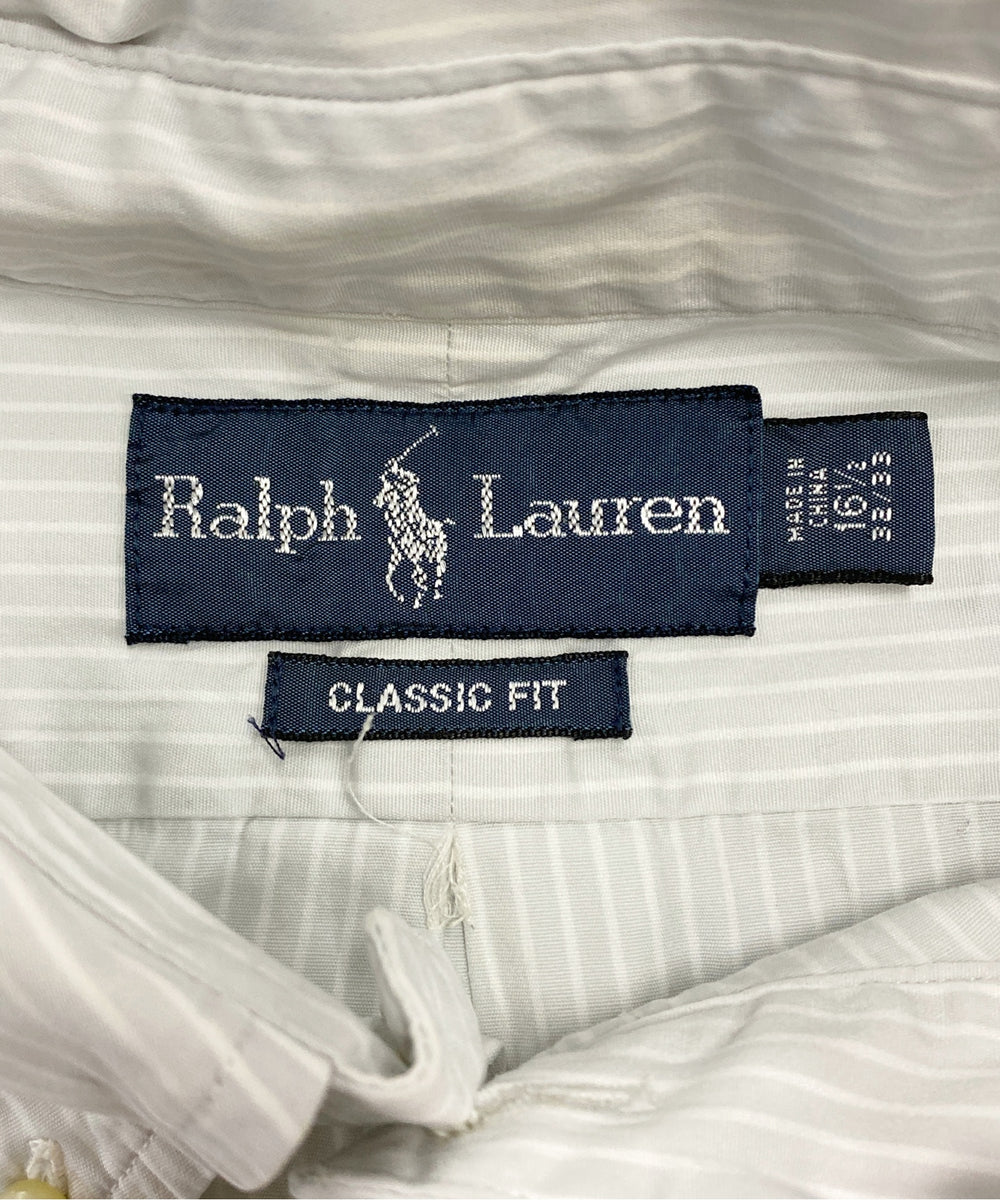 Ralph Lauren
MADE IN
CHINA
16½
32/33
CLASSIC FIT